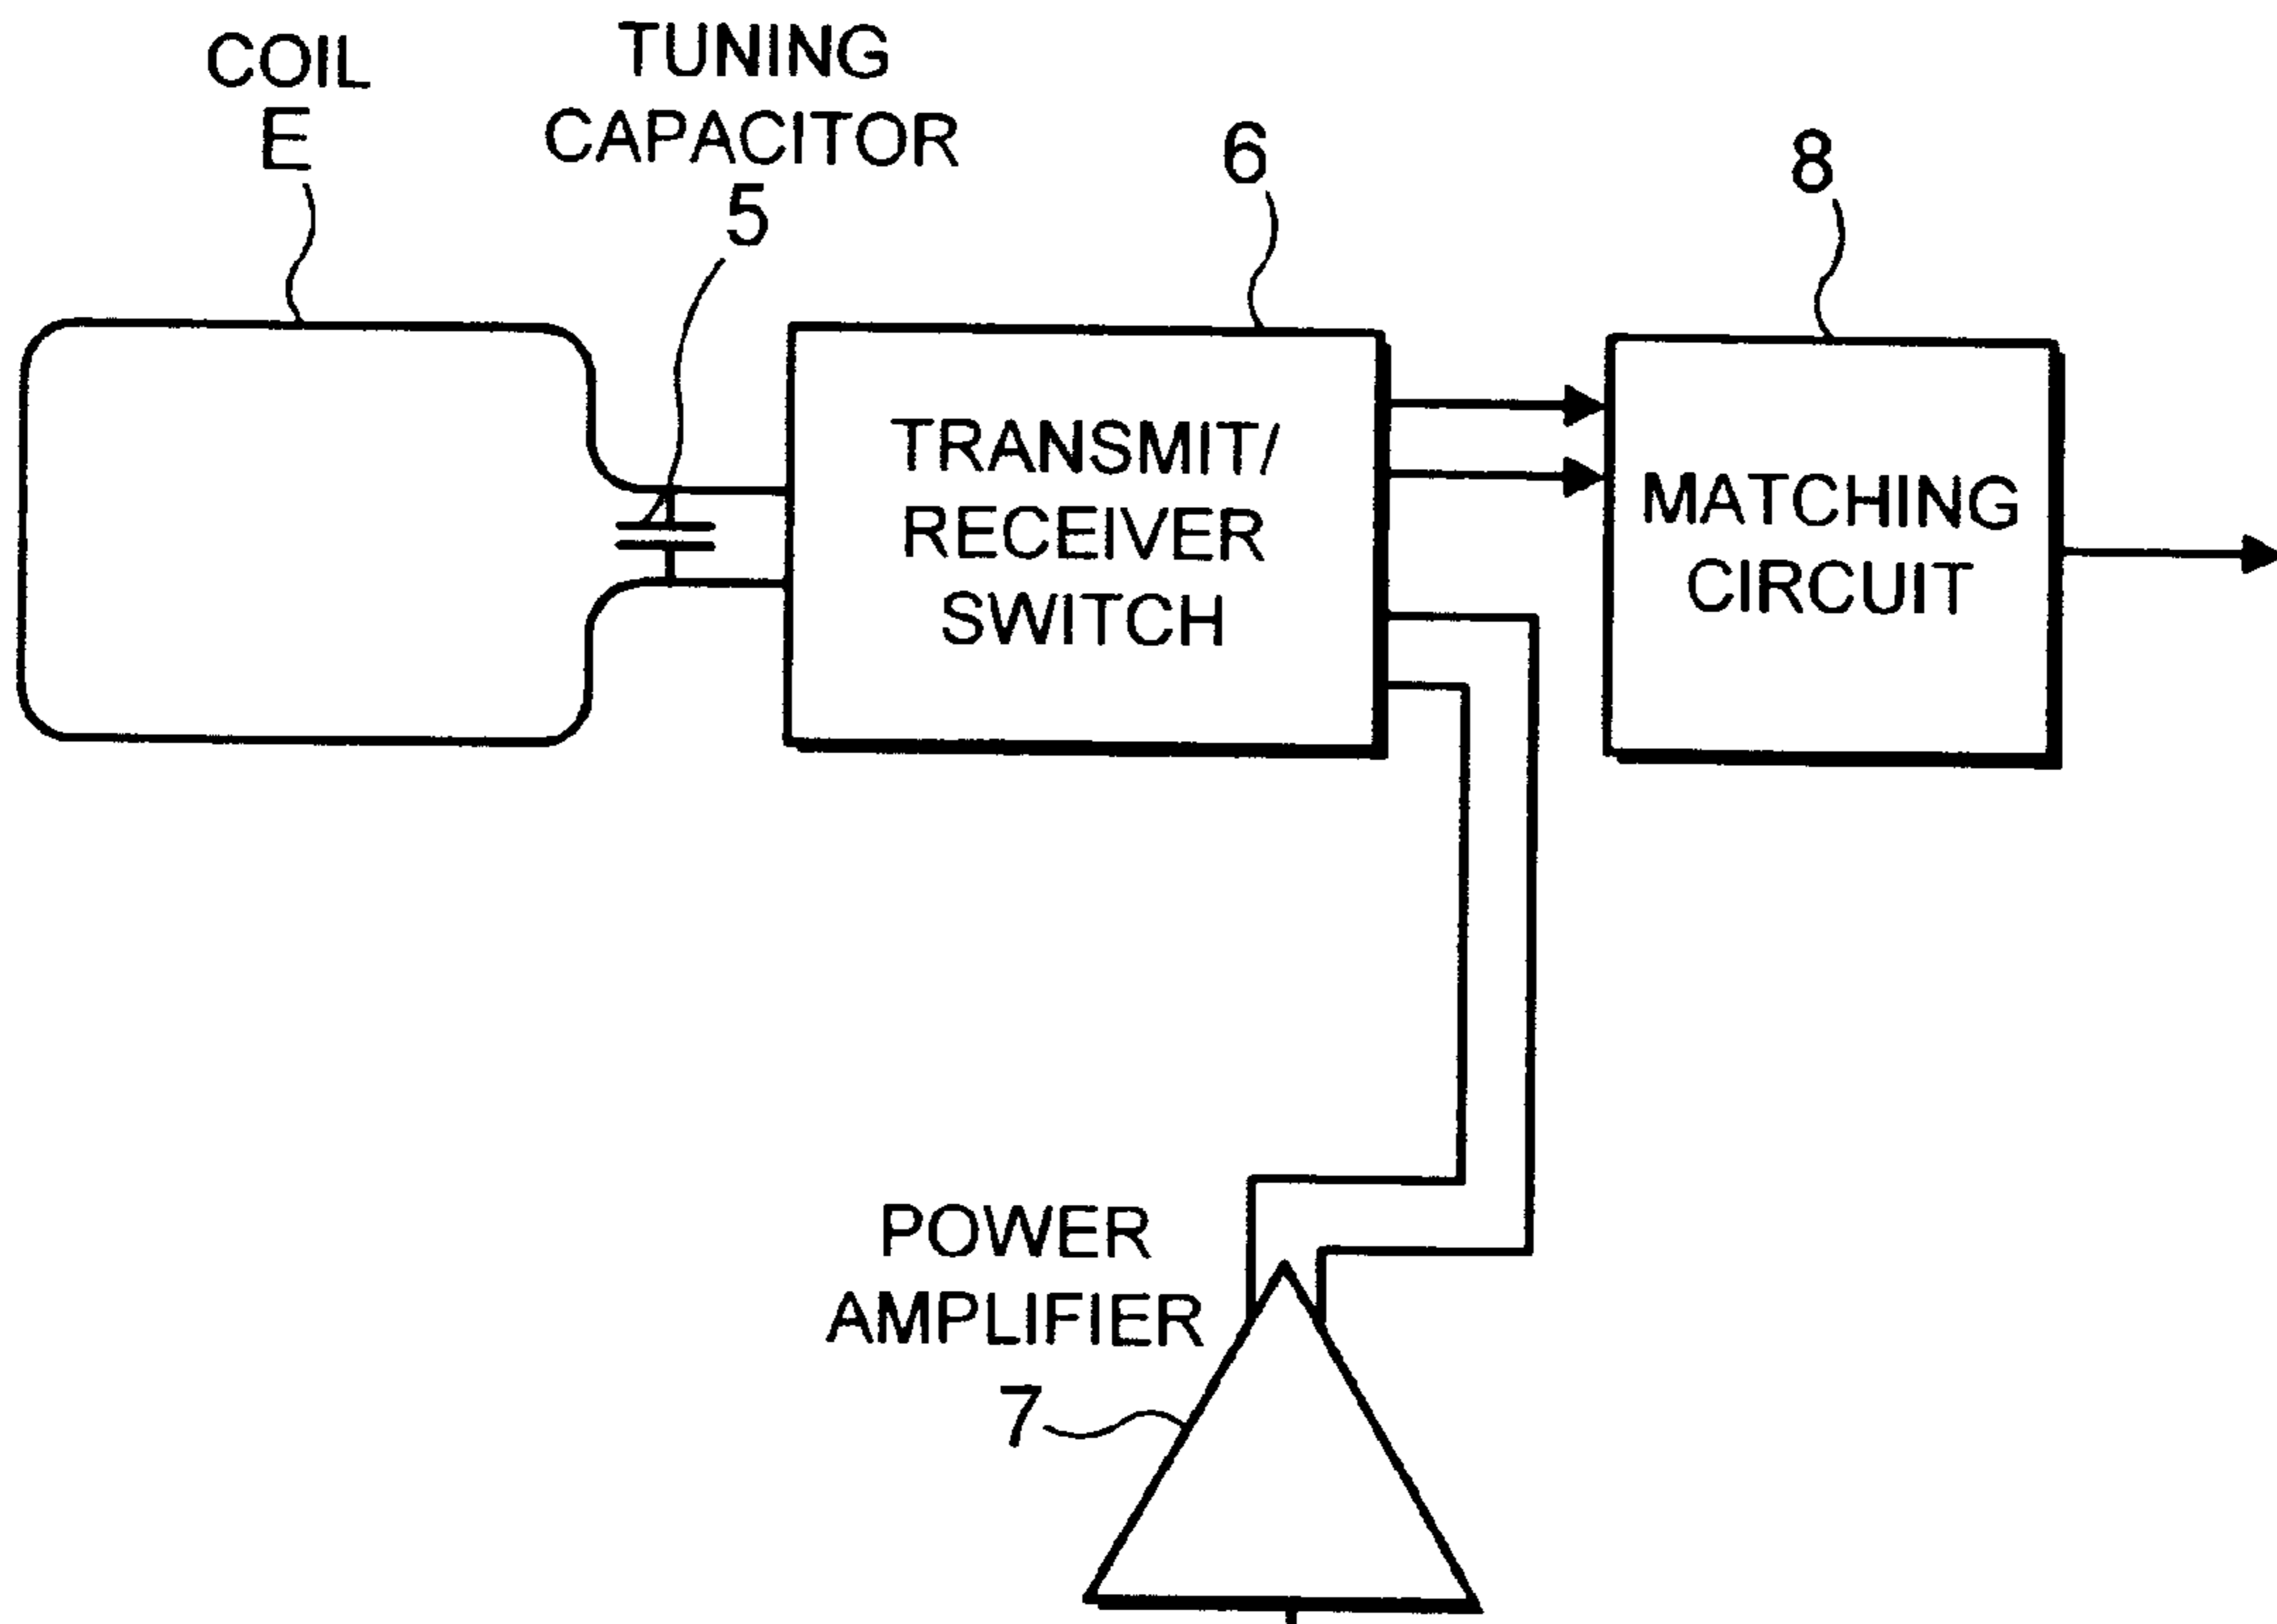 COIL
E
TUNING
CAPACITOR
5
6
8
TRANSMIT/
RECEIVER
SWITCH
MATCHING
CIRCUIT
POWER
AMPLIFIER
7